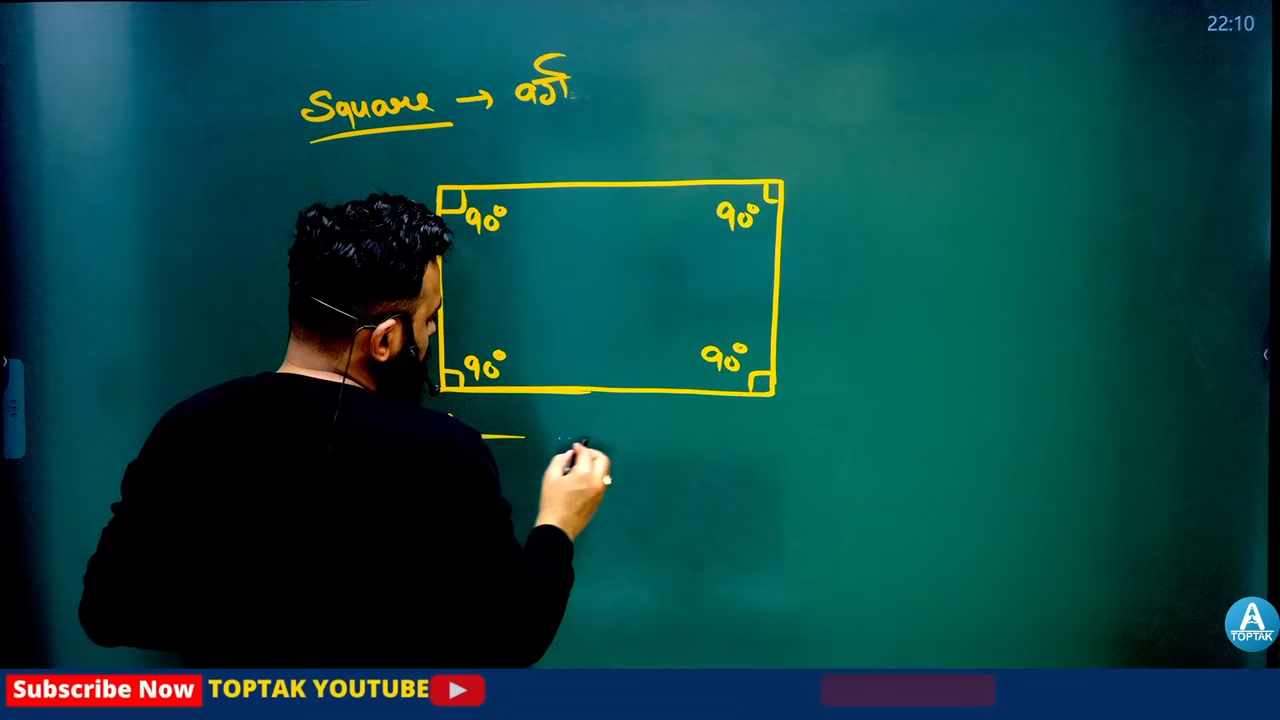 22:10
Square → वर्ग
90° 90°
90° 90°
A
TOPTAK
Subscribe Now TOPTAK YOUTUBE